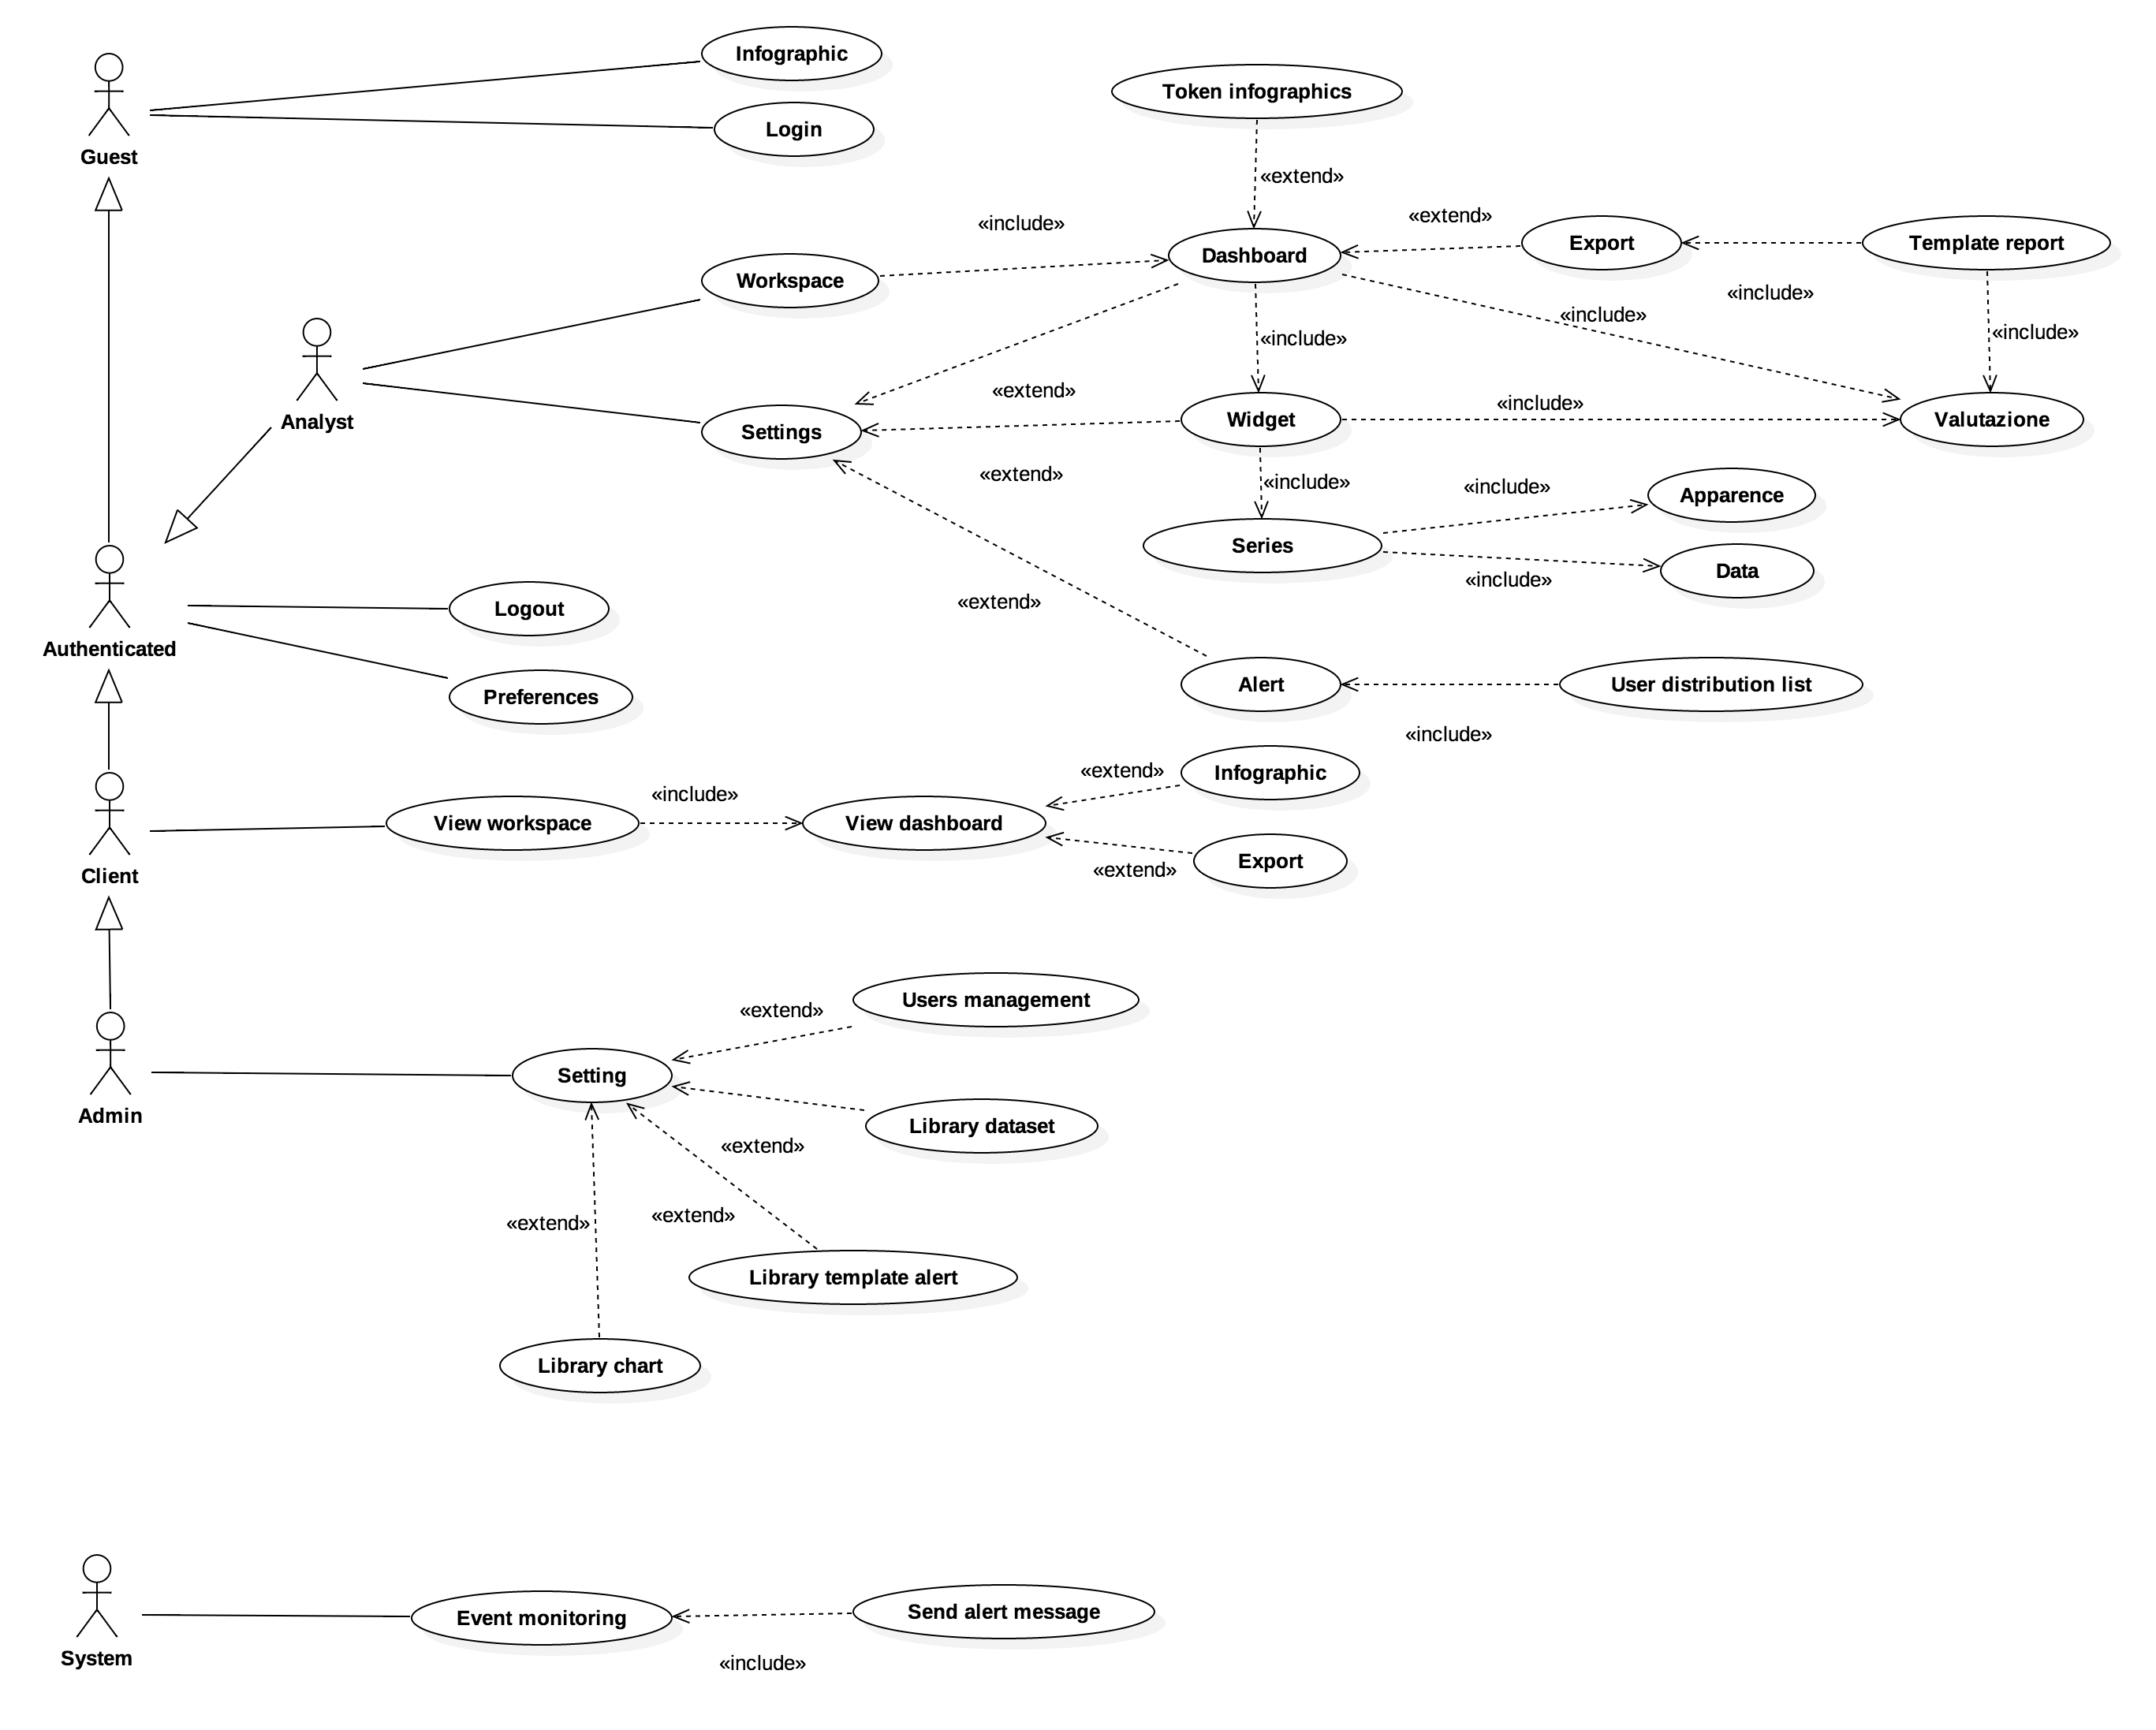 Infographic
Guest
Login
Token infographics
«extend»
«include»
Workspace
Dashboard
«extend»
Export
Template report
«include»
«include»
«include»
«include»
Analyst
Settings
«extend»
Widget
«include»
Valutazione
«extend»
«include»
Series
«include»
Apparence
Data
«include»
Authenticated
Logout
Preferences
«extend»
Alert
User distribution list
«include»
Client
View workspace
«include»
View dashboard
«extend»
Infographic
Export
«extend»
Admin
Setting
«extend»
Users management
Library dataset
«extend»
«extend»
«extend»
Library template alert
Library chart
System
Event monitoring
Send alert message
«include»